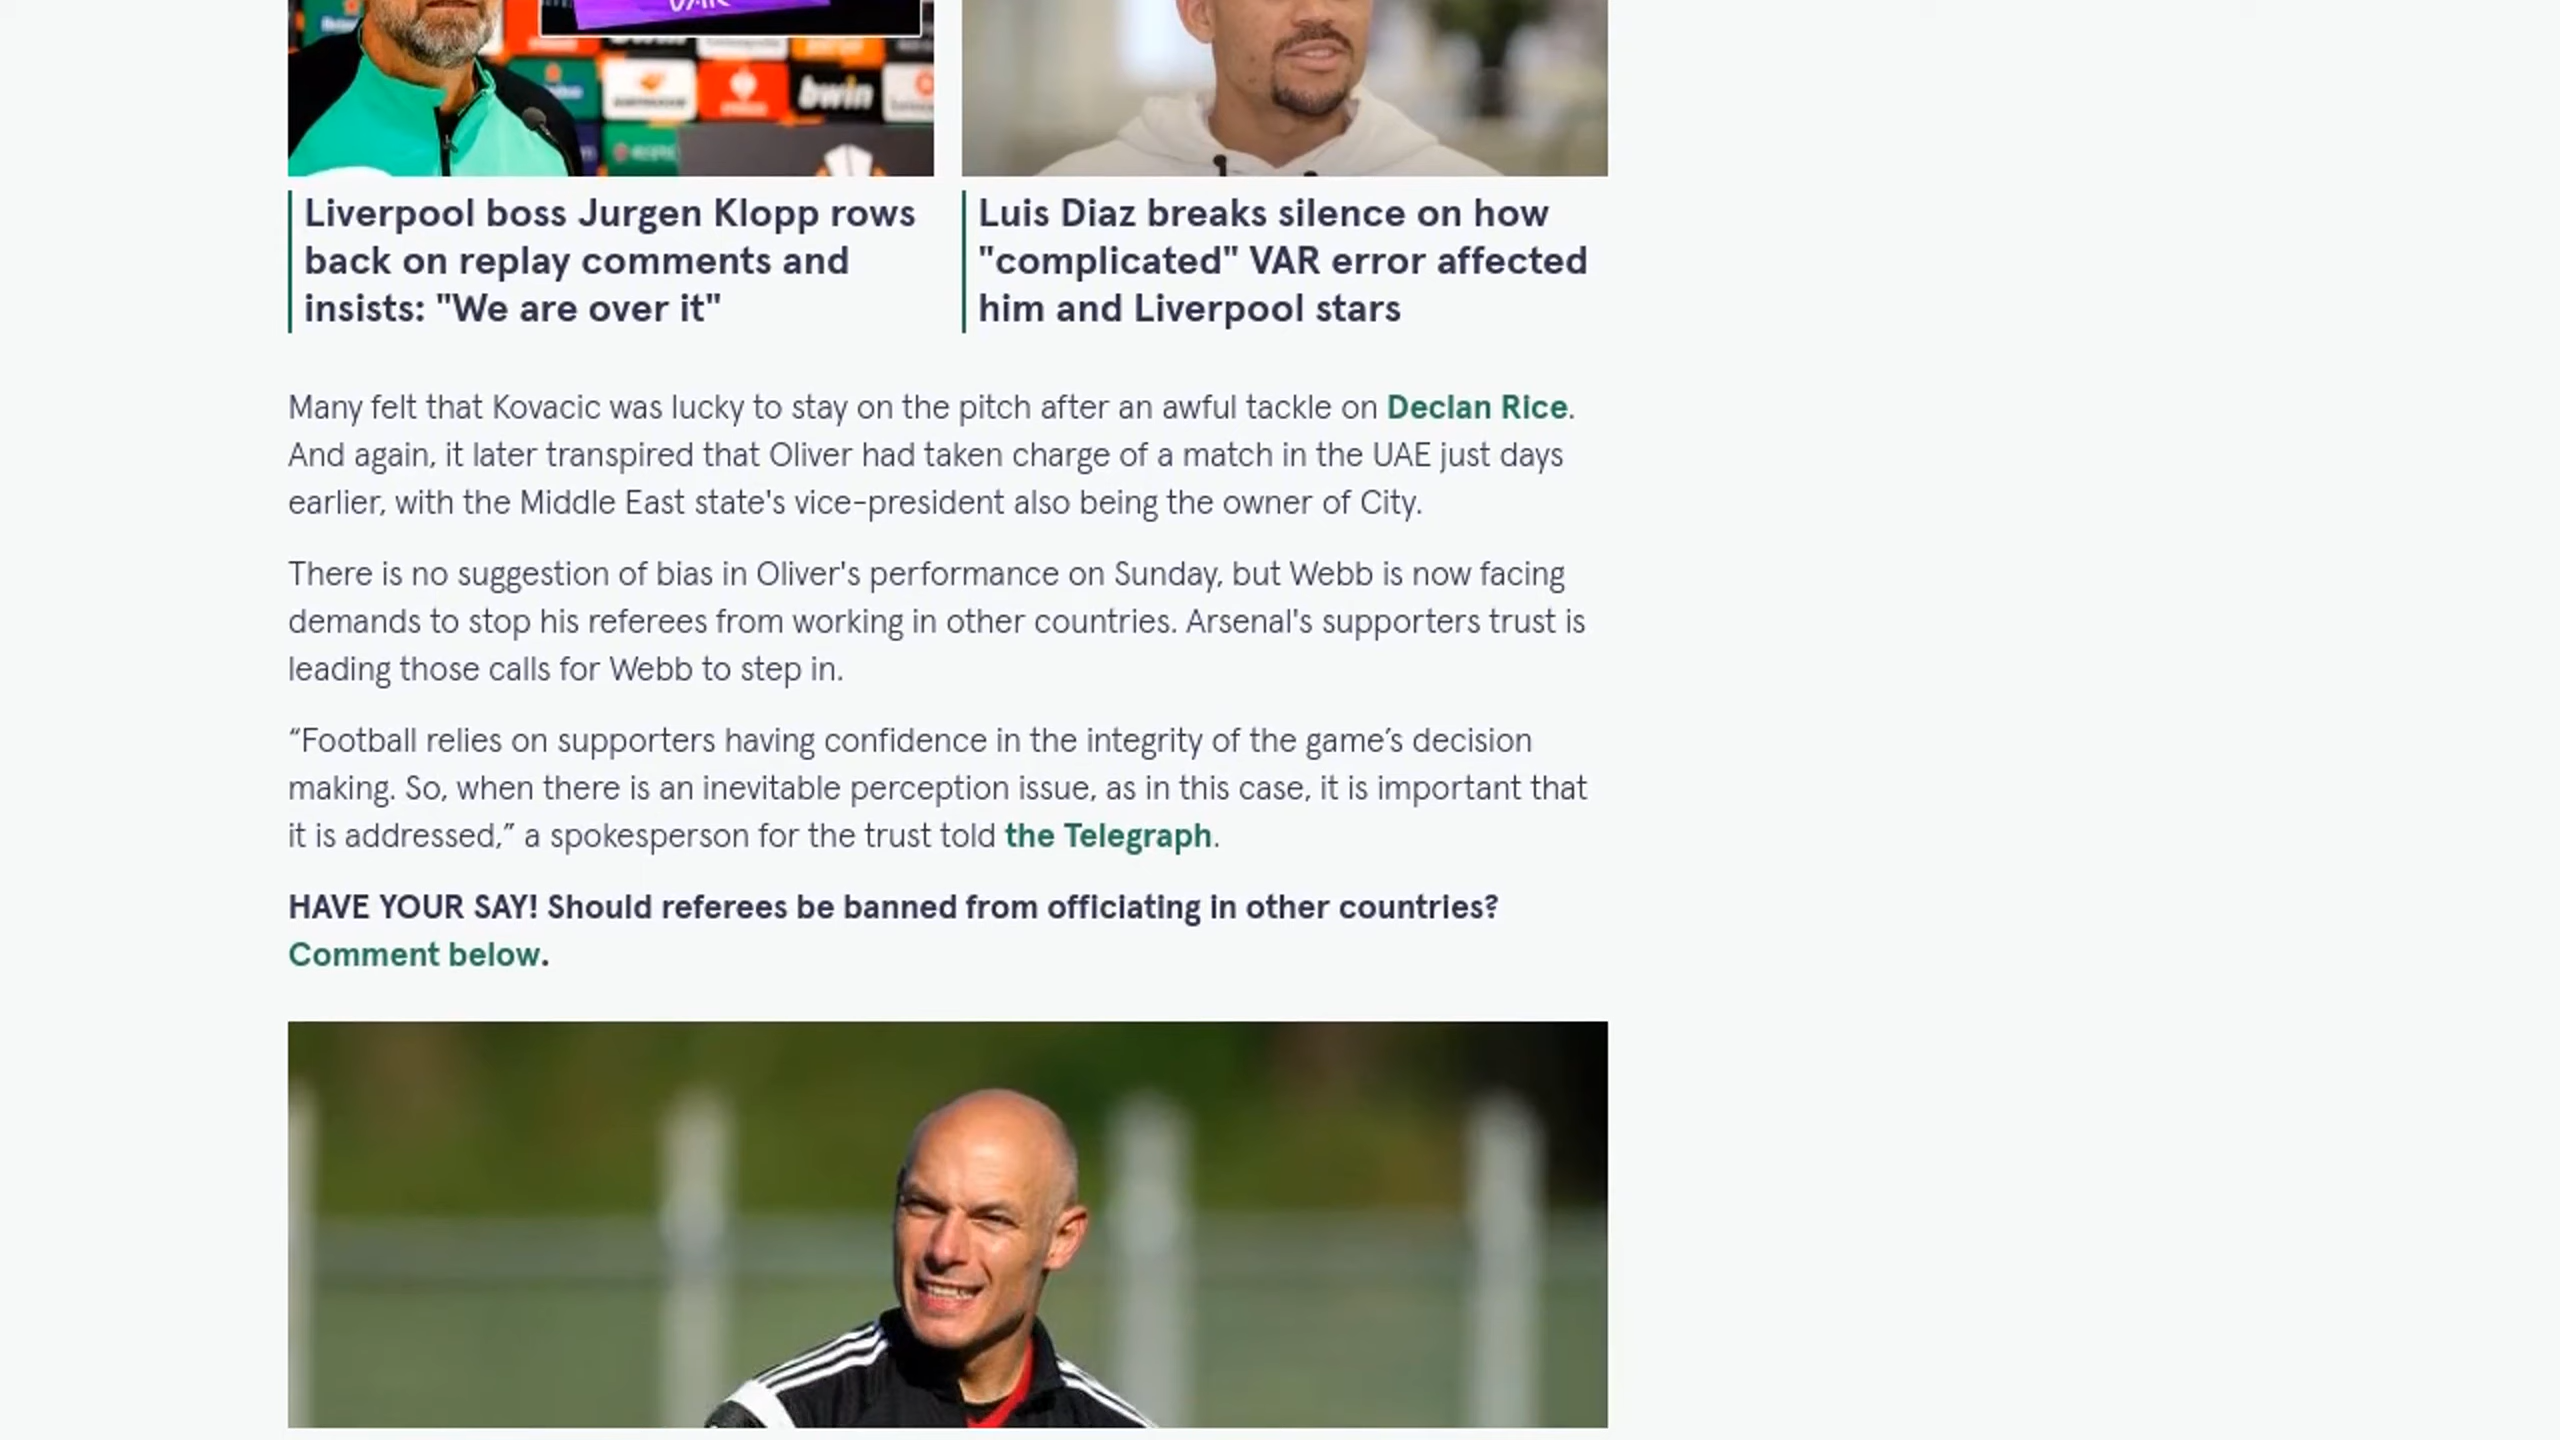 VAR
bwin
Liverpool boss Jurgen Klopp rows
back on replay comments and
insists: "We are over it"
Luis Diaz breaks silence on how
"complicated" VAR error affected
him and Liverpool stars
Many felt that Kovacic was lucky to stay on the pitch after an awful tackle on Declan Rice.
And again, it later transpired that Oliver had taken charge of a match in the UAE just days
earlier, with the Middle East state's vice-president also being the owner of City.
There is no suggestion of bias in Oliver's performance on Sunday, but Webb is now facing
demands to stop his referees from working in other countries. Arsenal's supporters trust is
leading those calls for Webb to step in.
“Football relies on supporters having confidence in the integrity of the game’s decision
making. So, when there is an inevitable perception issue, as in this case, it is important that
it is addressed,” a spokesperson for the trust told the Telegraph.
HAVE YOUR SAY! Should referees be banned from officiating in other countries?
Comment below.